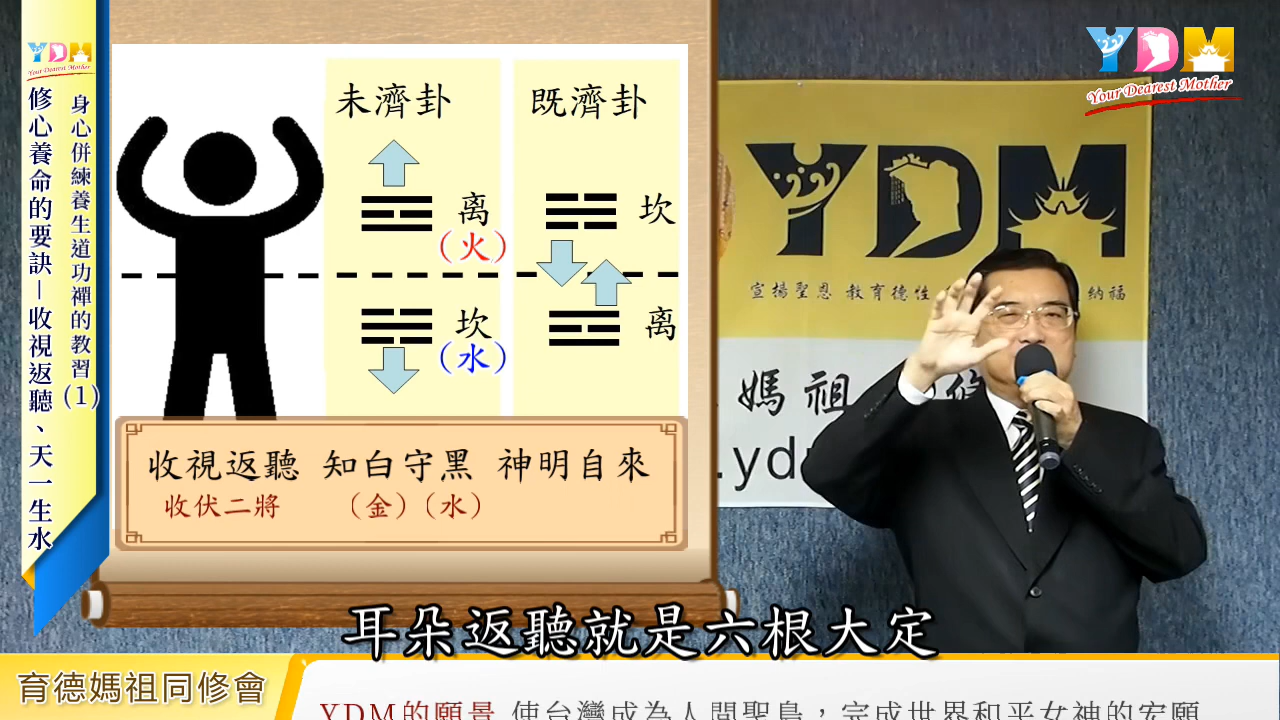 YDM
Your Dearest Mother
身心併練養生道功禪的教習(1)
修心養命的要訣－收視返聽、天一生水
未濟卦
既濟卦
离
(火)
坎
坎
(水)
离
收視返聽 知白守黑 神明自來
收伏二將 (金)(水)
YDM
Your Dearest Mother
YDM
宣揚聖恩 教育德性
納福
媽祖
修
.yd
耳朵返聽就是六根大定
育德媽祖同修會
YDM的願景 使台灣成為人間聖島，完成世界和平女神的宏願